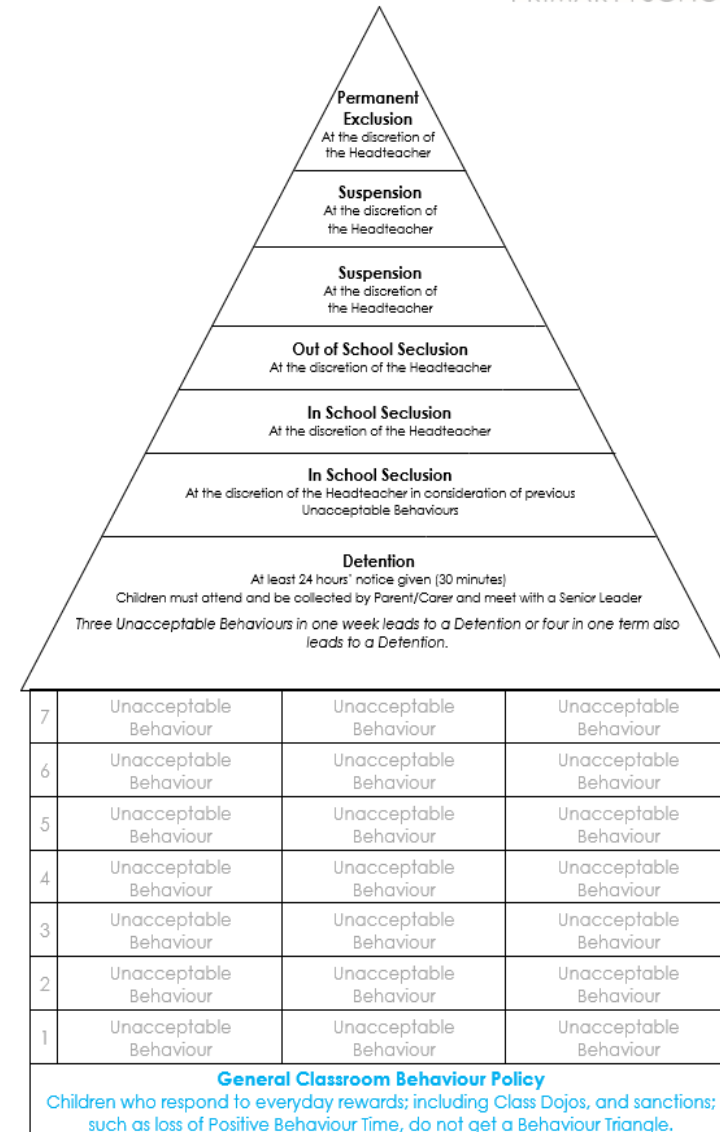 Permanent
Exclusion
At the discretion of
the Headteacher
Suspension
At the discretion of
the Headteacher
Suspension
At the discretion of
the Headteacher
Out of School Seclusion
At the discretion of the Headteacher
In School Seclusion
At the discretion of the Headteacher
In School Seclusion
At the discretion of the Headteacher in consideration of previous
Unacceptable Behaviours
Detention
At least 24 hours' notice given (30 minutes)
Children must attend and be collected by Parent/Carer and meet with a Senior Leader
Three Unacceptable Behaviours in one week leads to a Detention or four in one term also
leads to a Detention.
7 Unacceptable Unacceptable Unacceptable
Behaviour Behaviour Behaviour
6 Unacceptable Unacceptable Unacceptable
Behaviour Behaviour Behaviour
5 Unacceptable Unacceptable Unacceptable
Behaviour Behaviour Behaviour
4 Unacceptable Unacceptable Unacceptable
Behaviour Behaviour Behaviour
3 Unacceptable Unacceptable Unacceptable
Behaviour Behaviour Behaviour
2 Unacceptable Unacceptable Unacceptable
Behaviour Behaviour Behaviour
1 Unacceptable Unacceptable Unacceptable
Behaviour Behaviour Behaviour
General Classroom Behaviour Policy
Children who respond to everyday rewards; including Class Dojos, and sanctions;
such as loss of Positive Behaviour Time, do not get a Behaviour Triangle.